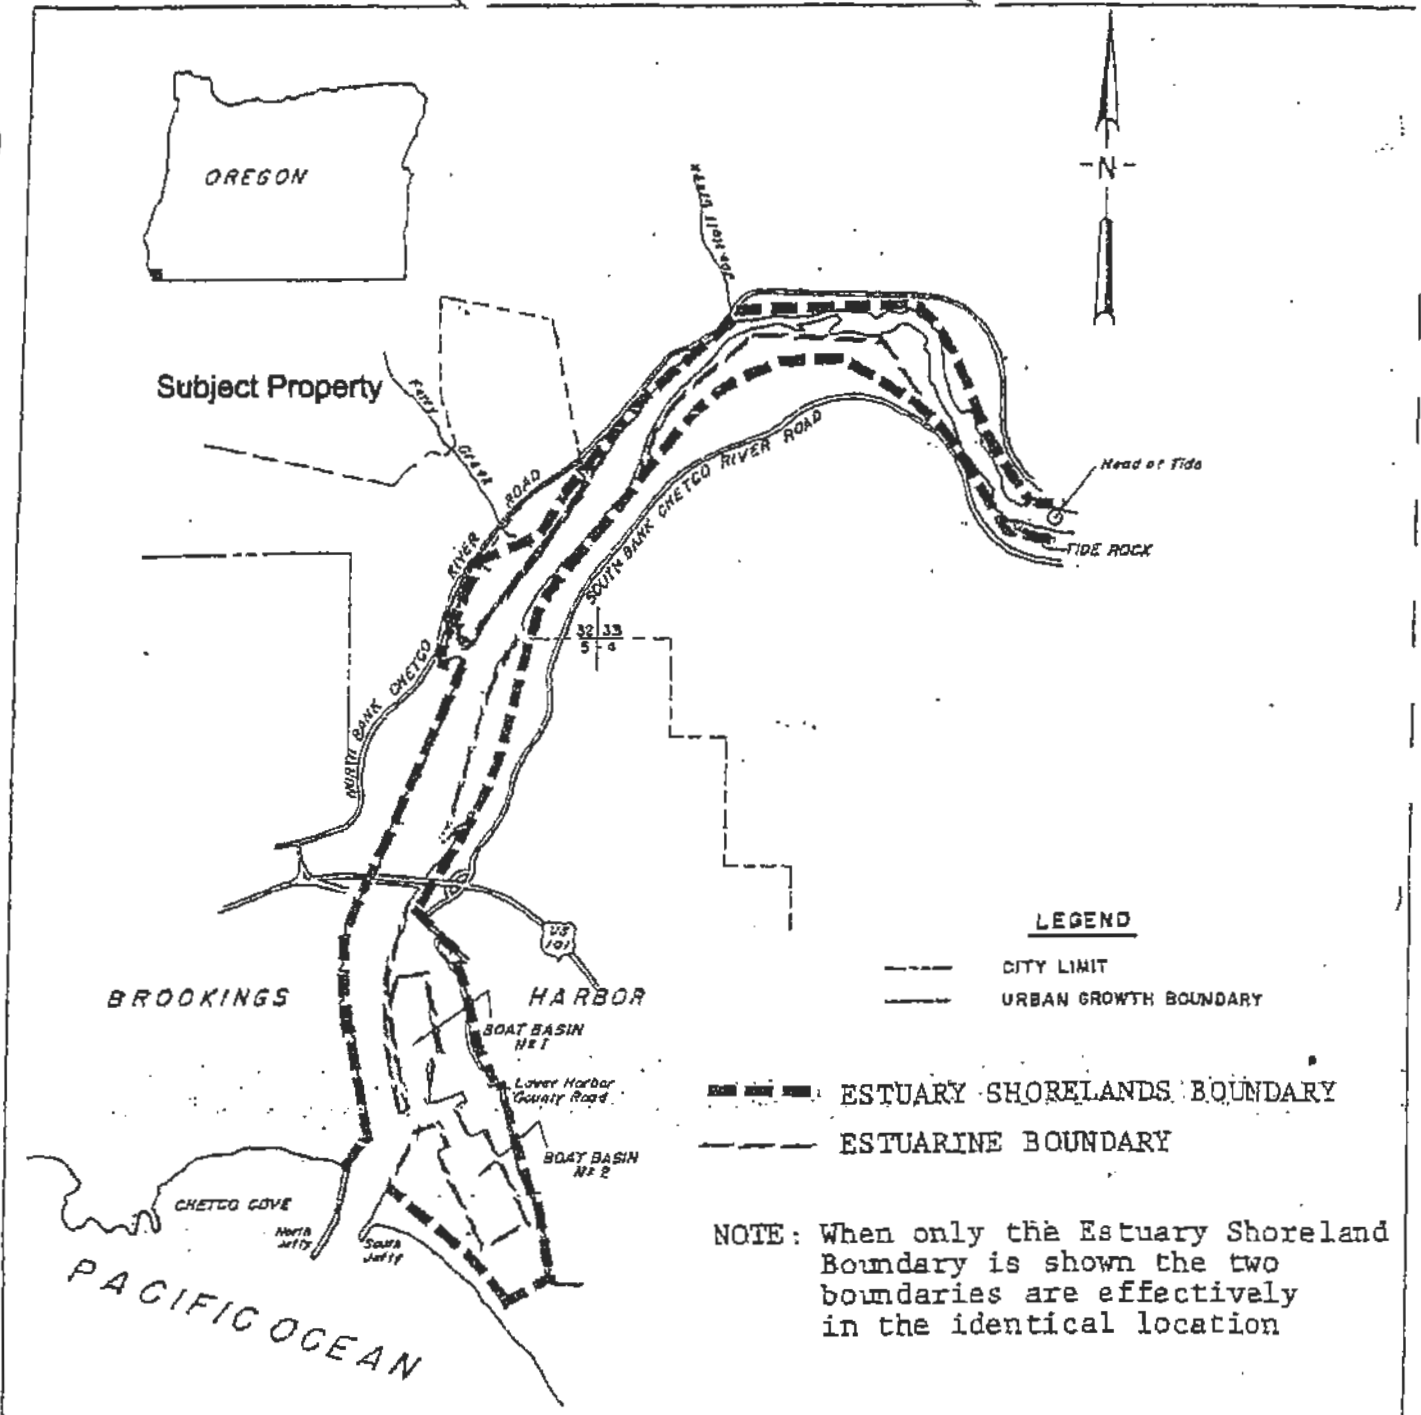 OREGON
-N-
Joe Hall Creek
Subject Property
Ferry Creek
NORTH BANK CHETCO RIVER ROAD
SOUTH BANK CHETCO RIVER ROAD
Head of Tide
TIDE ROCK
32 33
5 4
US
101
BROOKINGS
HARBOR
BOAT BASIN
№ 1
Lower Harbor
County Road
BOAT BASIN
№ 2
CHETCO COVE
North
Jetty
South
Jetty
PACIFIC OCEAN
LEGEND
CITY LIMIT
URBAN GROWTH BOUNDARY
ESTUARY SHORELANDS BOUNDARY
ESTUARINE BOUNDARY
NOTE: When only the Estuary Shoreland
Boundary is shown the two
boundaries are effectively
in the identical location